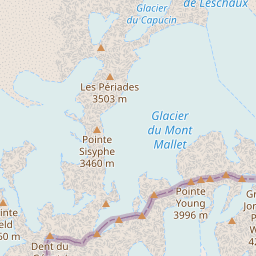 de Leschaux
Glacier
du Capucin
Les Périades
3503 m
Glacier
du Mont
Mallet
Pointe
Sisyphe
3460 m
Pointe
Young
3996 m
Dent du